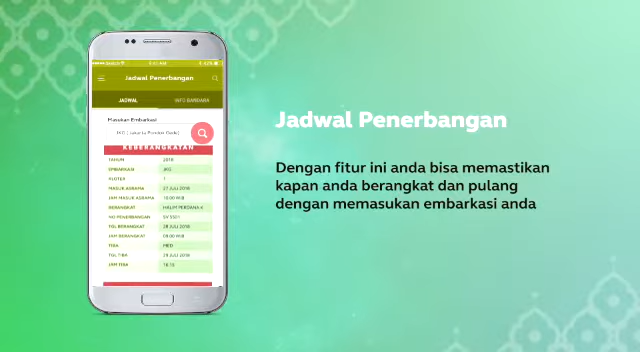 Jadwal Penerbangan
JADWAL INFO BANDARA
Masukan Embarkasi
KEBERANGKATAN
TAHUN 2018
EMBARKASI JKG
KLOTER 1
MASUK ASRAMA 27 JULI 2018
JAM MASUK ASRAMA 10:00 WIB
BERANGKAT HALIM PERDANA K
NO PENERBANGAN SV 5501
TGL BERANGKAT 28 JULI 2018
JAM BERANGKAT 09:00 WIB
TIBA MED
TGL TIBA 28 JULI 2018
JAM TIBA
Jadwal Penerbangan
Dengan fitur ini anda bisa memastikan
kapan anda berangkat dan pulang
dengan memasukan embarkasi anda